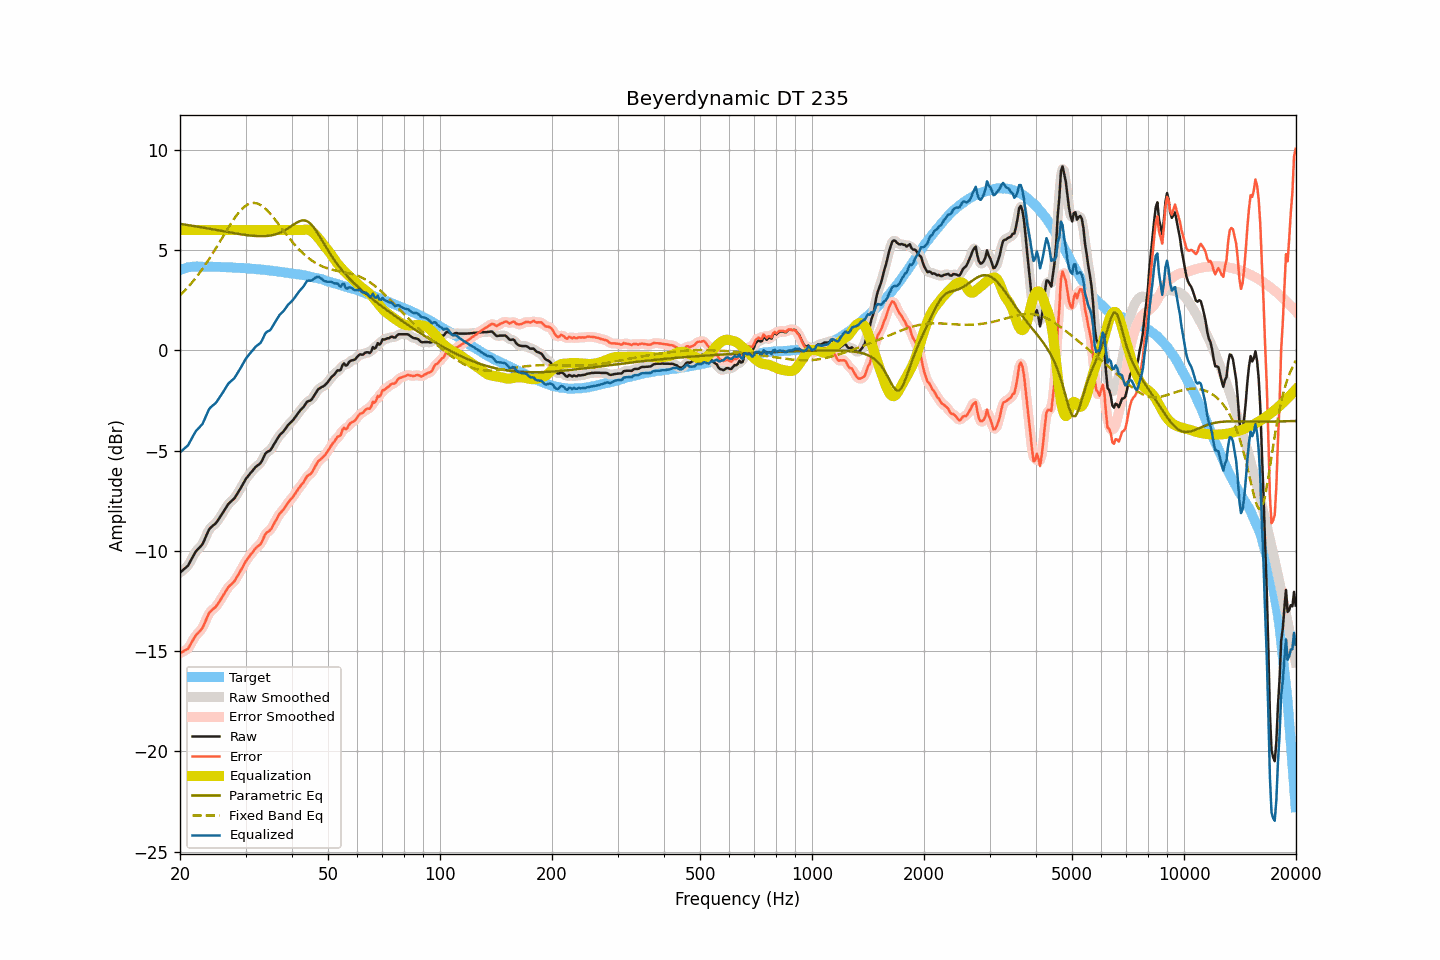 Beyerdynamic DT 235
Amplitude (dBr)
10
5
0
−5
−10
−15
−20
−25
Target
Raw Smoothed
Error Smoothed
Raw
Error
Equalization
Parametric Eq
Fixed Band Eq
Equalized
20 50 100 200 500 1000 2000 5000 10000 20000
Frequency (Hz)